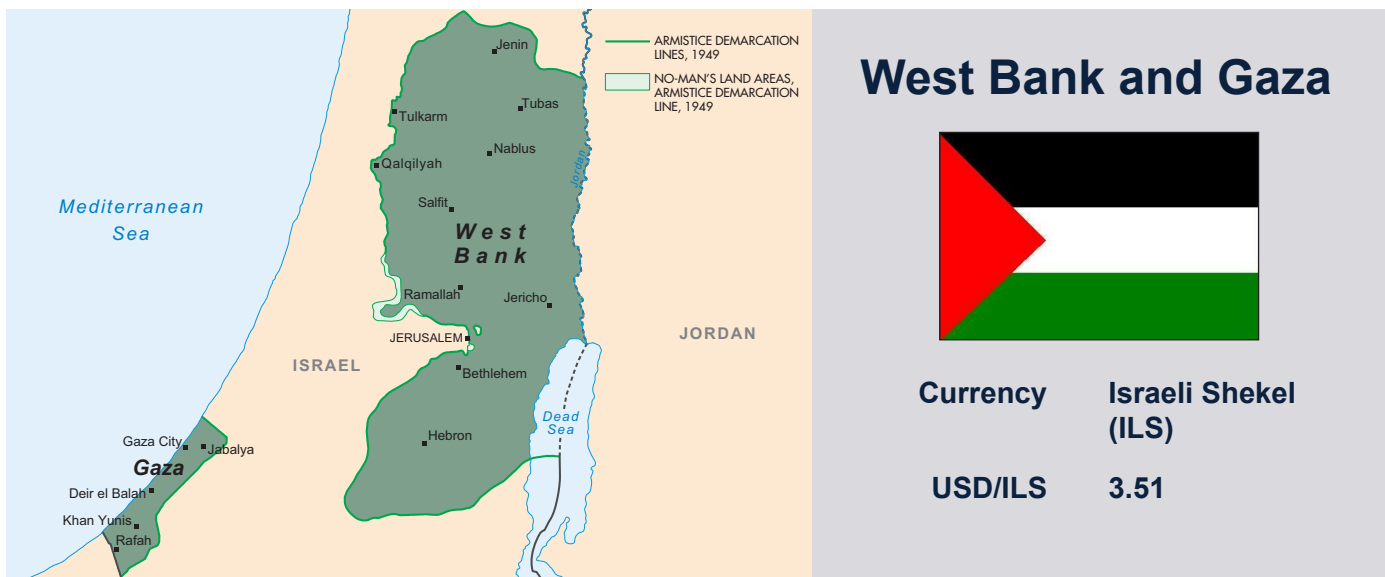 Jenin
ARMISTICE DEMARCATION
LINES, 1949
NO-MAN'S LAND AREAS,
ARMISTICE DEMARCATION
LINE, 1949
Tulkarm
Tubas
Nablus
Qalqilyah
Jordan
Mediterranean
Sea
Salfit
West
Bank
Ramallah
Jericho
JERUSALEM
JORDAN
ISRAEL
Bethlehem
Dead
Sea
Hebron
Gaza City
Jabalya
Gaza
Deir el Balah
Khan Yunis
Rafah
West Bank and Gaza
Currency Israeli Shekel
(ILS)
USD/ILS 3.51